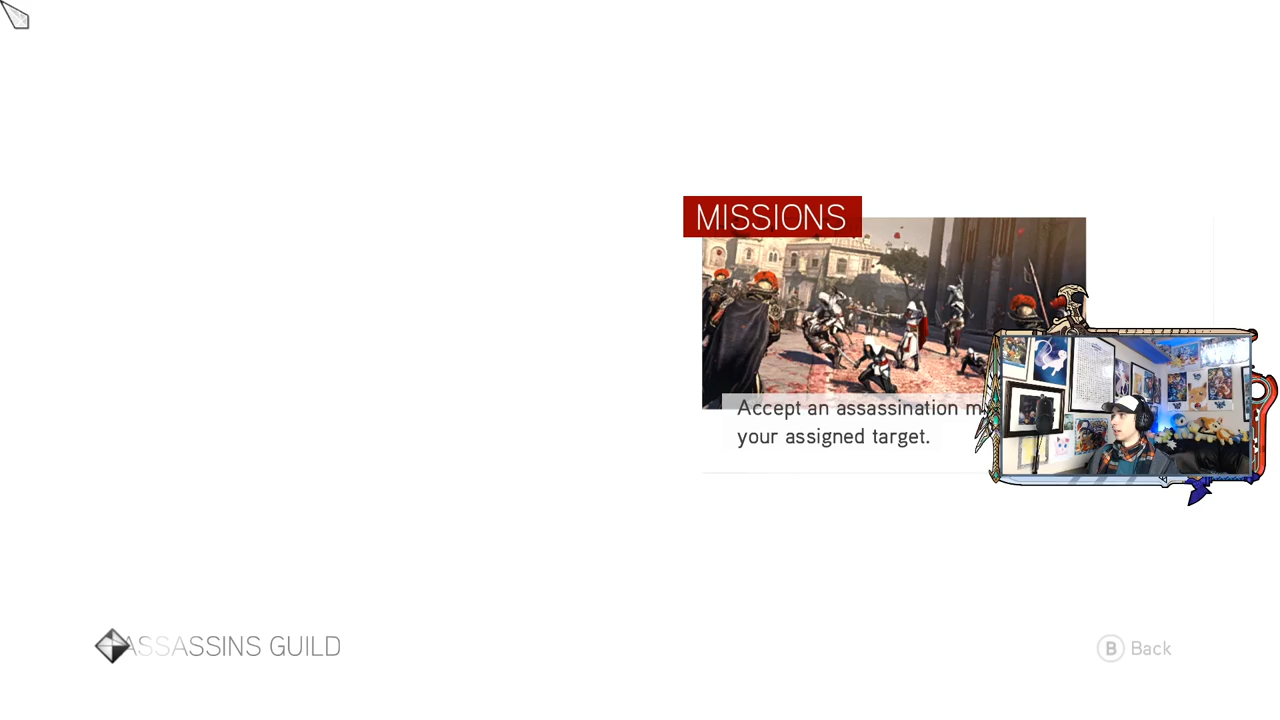 MISSIONS
Accept an assassination
your assigned target.
ASSASSINS GUILD
B Back